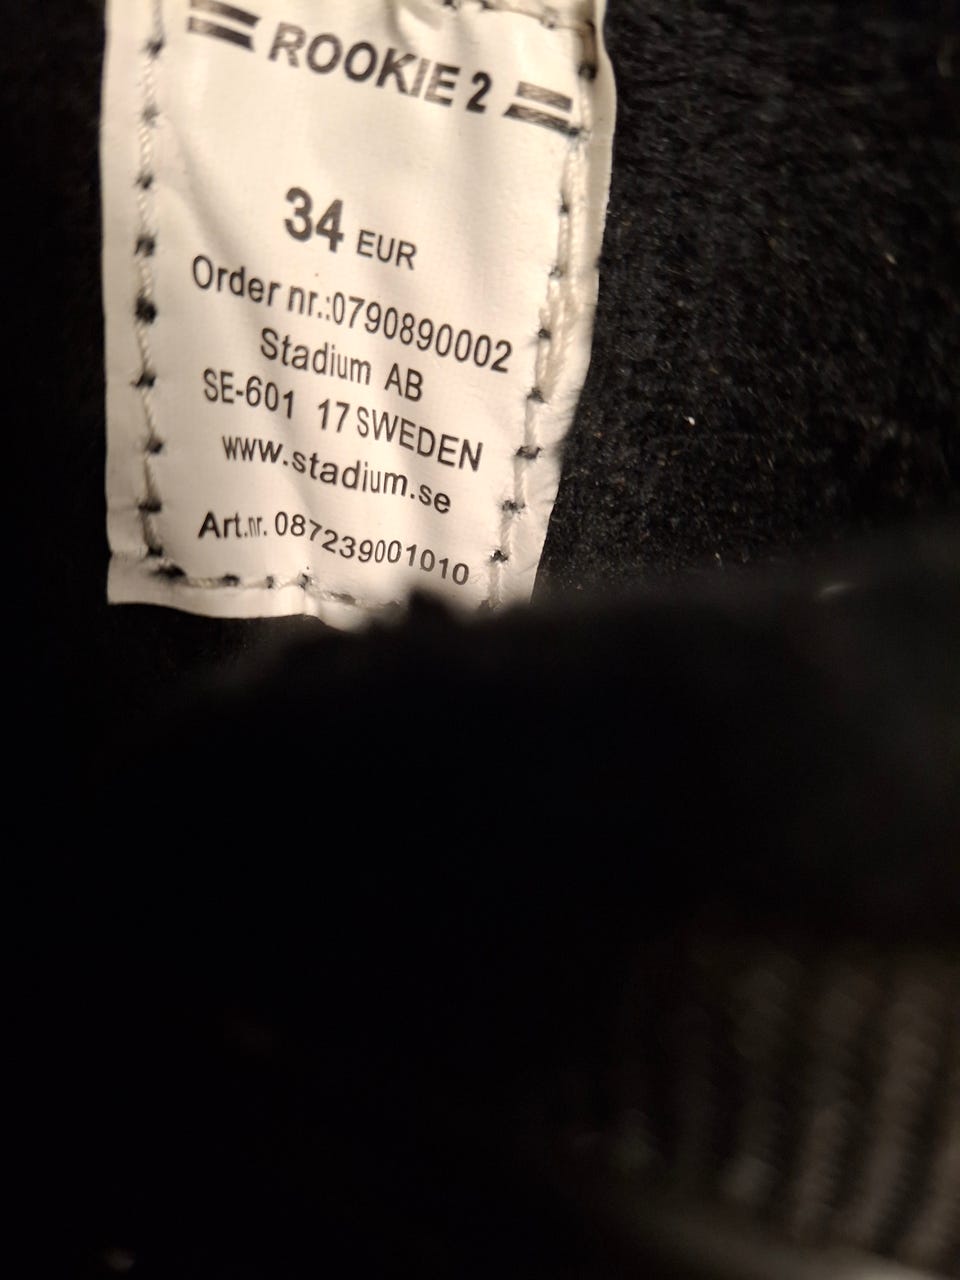 ROOKIE 2
34 EUR
Order nr.:0790890002
Stadium AB
SE-601 17 SWEDEN
www.stadium.se
Art.nr. 087239001010